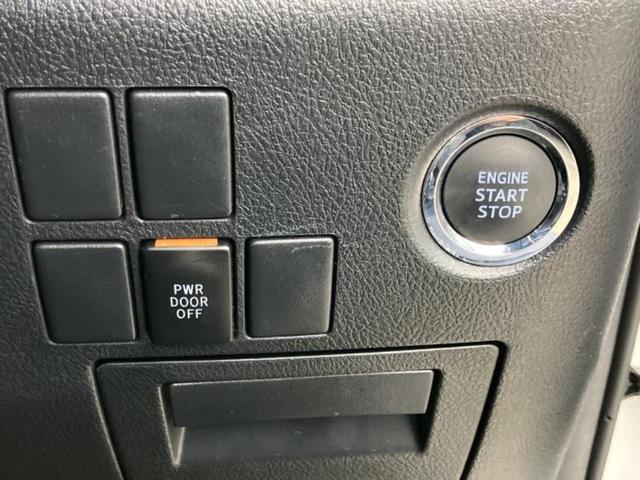 ENGINE
START
STOP
PWR
DOOR
OFF